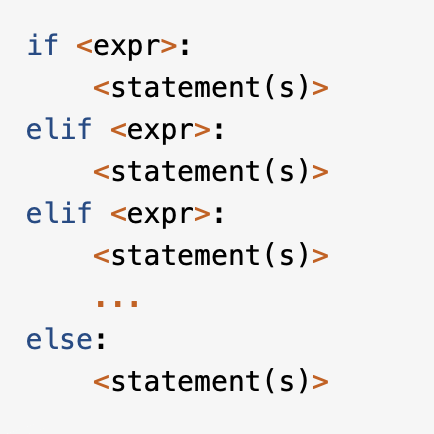 if <expr>:
    <statement(s)>
elif <expr>:
    <statement(s)>
elif <expr>:
    <statement(s)>
    ...
else:
    <statement(s)>